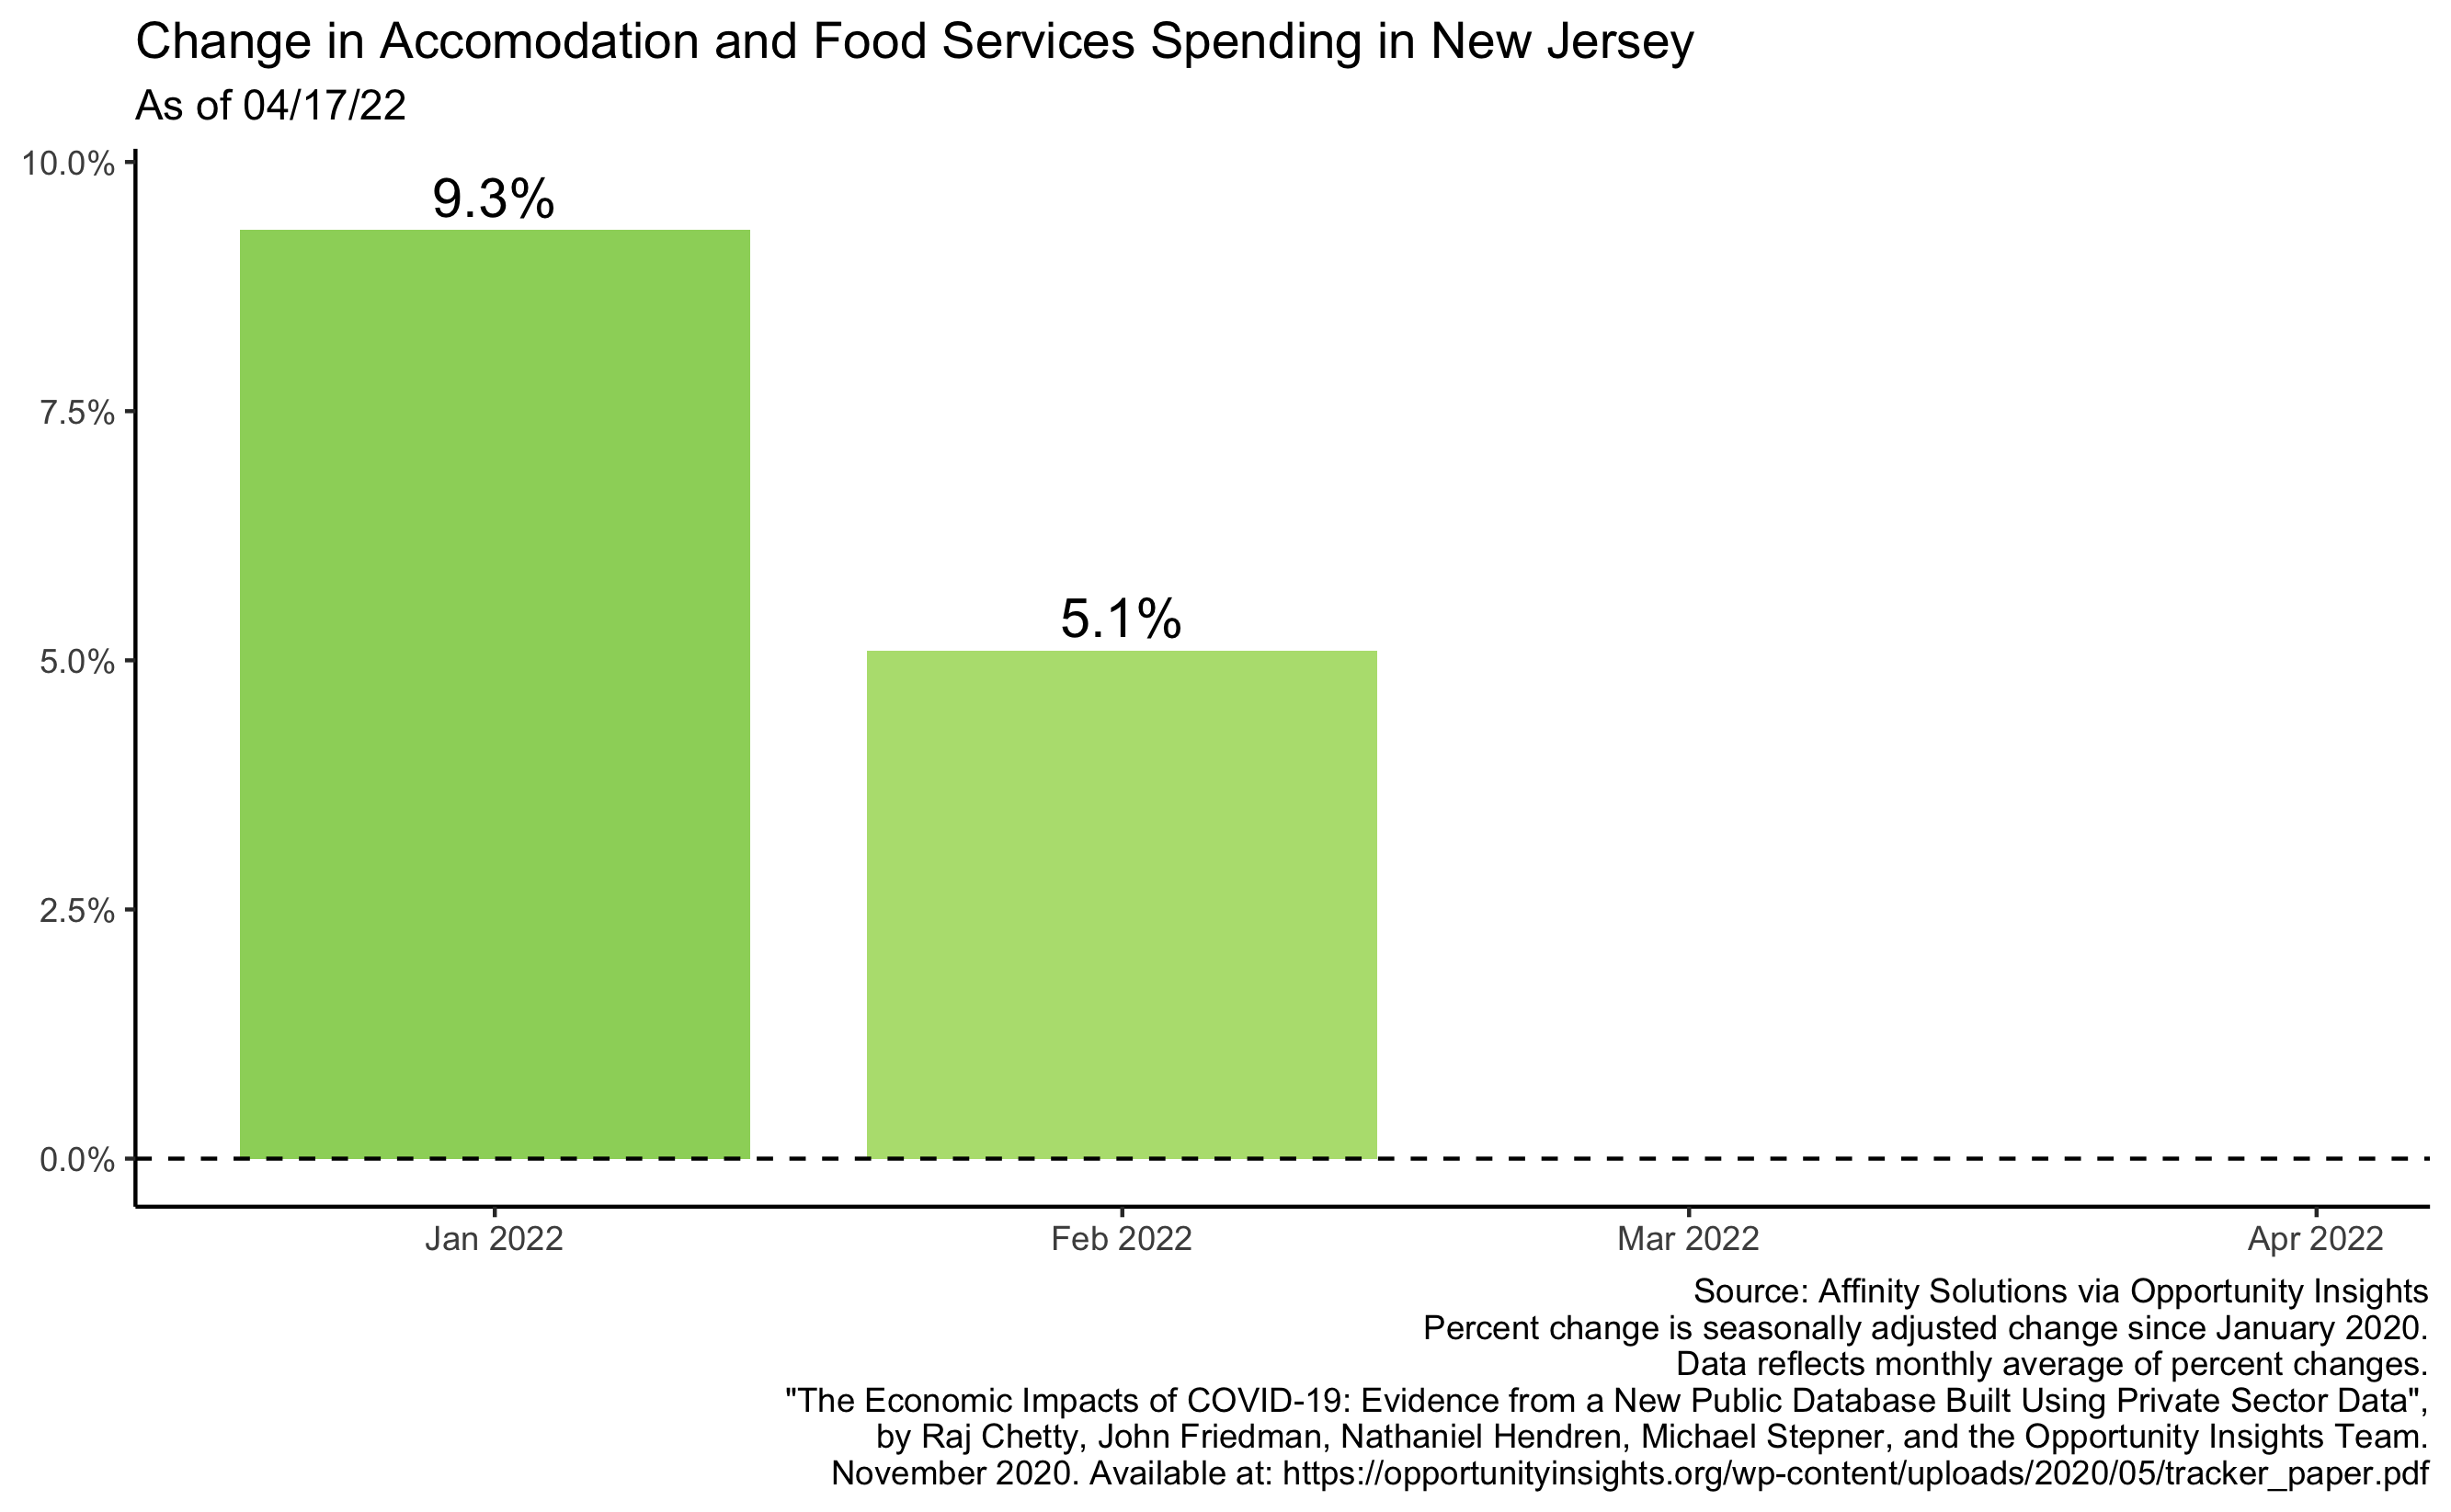 Change in Accomodation and Food Services Spending in New Jersey
As of 04/17/22
10.0%
9.3%
7.5%
5.1%
5.0%
2.5%
0.0%
Jan 2022
Feb 2022
Mar 2022
Apr 2022
Source: Affinity Solutions via Opportunity Insights
Percent change is seasonally adjusted change since January 2020.
Data reflects monthly average of percent changes.
"The Economic Impacts of COVID-19: Evidence from a New Public Database Built Using Private Sector Data",
by Raj Chetty, John Friedman, Nathaniel Hendren, Michael Stepner, and the Opportunity Insights Team.
November 2020. Available at: https://opportunityinsights.org/wp-content/uploads/2020/05/tracker_paper.pdf